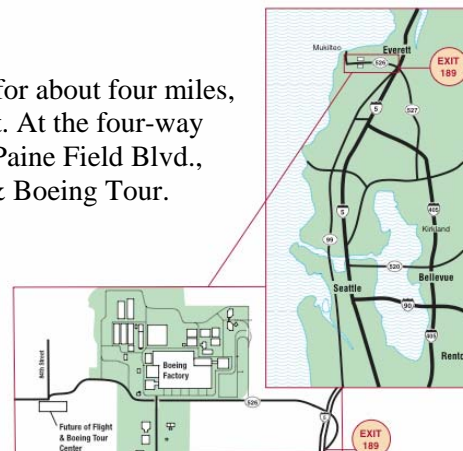 for about four miles,
t. At the four-way
Paine Field Blvd.,
& Boeing Tour.
Mukilteo
Everett
EXIT
189
526
5
527
405
5
Kirkland
99
520
Bellevue
Seattle
90
405
Rento
84th Street
Boeing
Factory
526
5
Future of Flight
& Boeing Tour
Center
EXIT
189